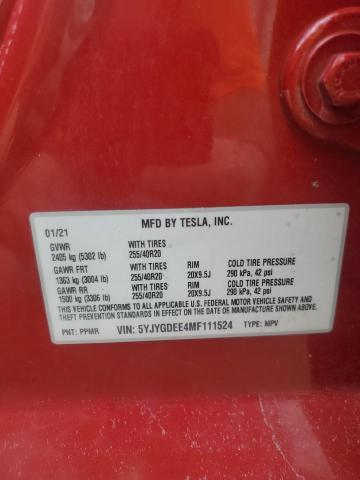 MFD BY TESLA, INC.
01/21
GVWR WITH TIRES
2405 kg (5302 lb) 255/40R20
GAWR FRT WITH TIRES RIM COLD TIRE PRESSURE
1363 kg (3004 lb) 255/40R20 20X9.5J 290 kPa, 42 psi
GAWR RR WITH TIRES RIM COLD TIRE PRESSURE
1500 kg (3306 lb) 255/40R20 20X9.5J 290 kPa, 42 psi
THIS VEHICLE CONFORMS TO ALL APPLICABLE U.S. FEDERAL MOTOR VEHICLE SAFETY AND
THEFT PREVENTION STANDARDS IN EFFECT ON THE DATE OF MANUFACTURE SHOWN ABOVE.
PNT: PPMR VIN: 5YJYGDEE4MF111524 TYPE: MPV